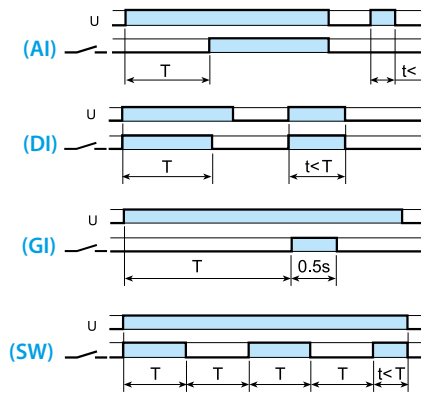 U
(AI)
T t<
U
(DI)
T t<T
U
(GI)
T 0.5s
U
(SW)
T T T T t<T